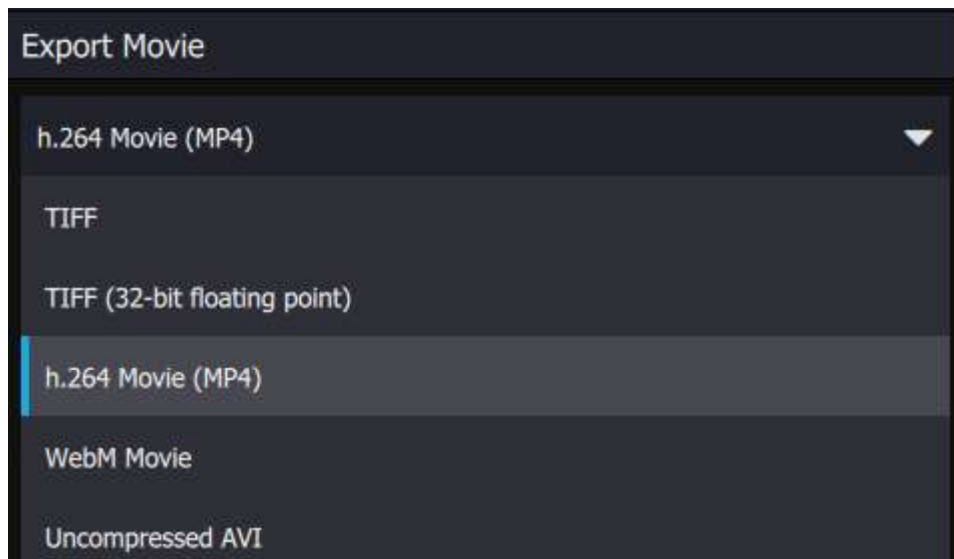 Export Movie
h.264 Movie (MP4)
TIFF
TIFF (32-bit floating point)
h.264 Movie (MP4)
WebM Movie
Uncompressed AVI